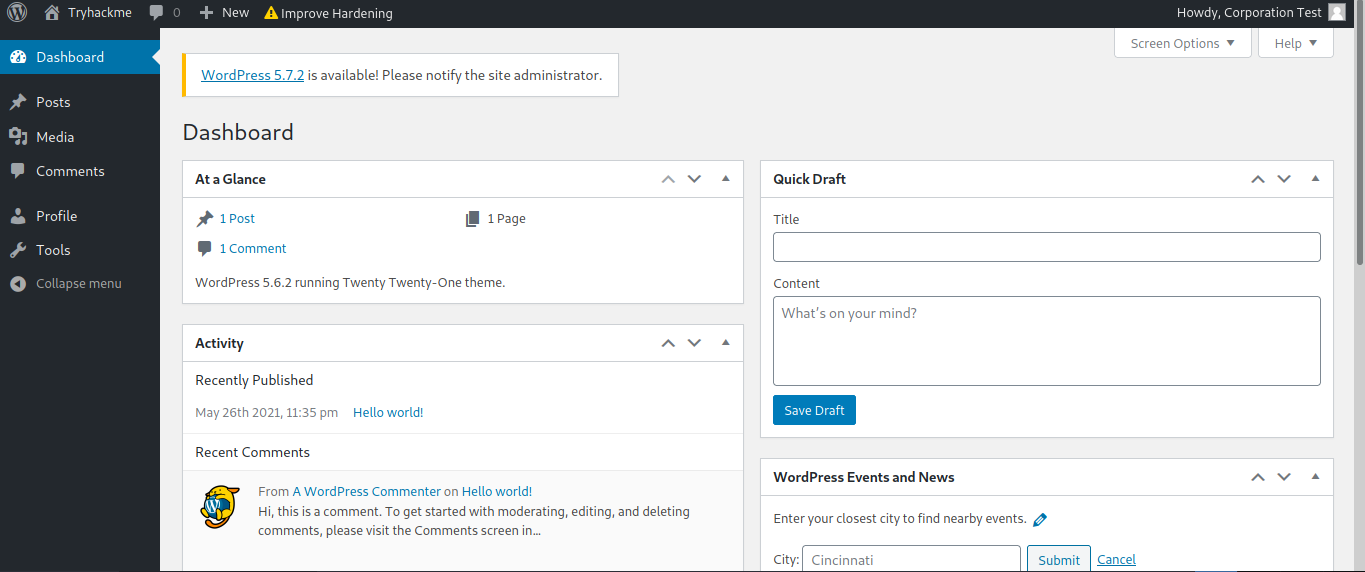 Tryhackme 0 New Improve Hardening Howdy, Corporation Test
Dashboard
Posts
Media
Comments
Profile
Tools
Collapse menu
Screen Options Help
WordPress 5.7.2 is available! Please notify the site administrator.
Dashboard
At a Glance
1 Post 1 Page
1 Comment
WordPress 5.6.2 running Twenty Twenty-One theme.
Activity
Recently Published
May 26th 2021, 11:35 pm Hello world!
Recent Comments
From A WordPress Commenter on Hello world!
Hi, this is a comment. To get started with moderating, editing, and deleting
comments, please visit the Comments screen in…
Quick Draft
Title
Content
What's on your mind?
Save Draft
WordPress Events and News
Enter your closest city to find nearby events.
City: Cincinnati Submit Cancel